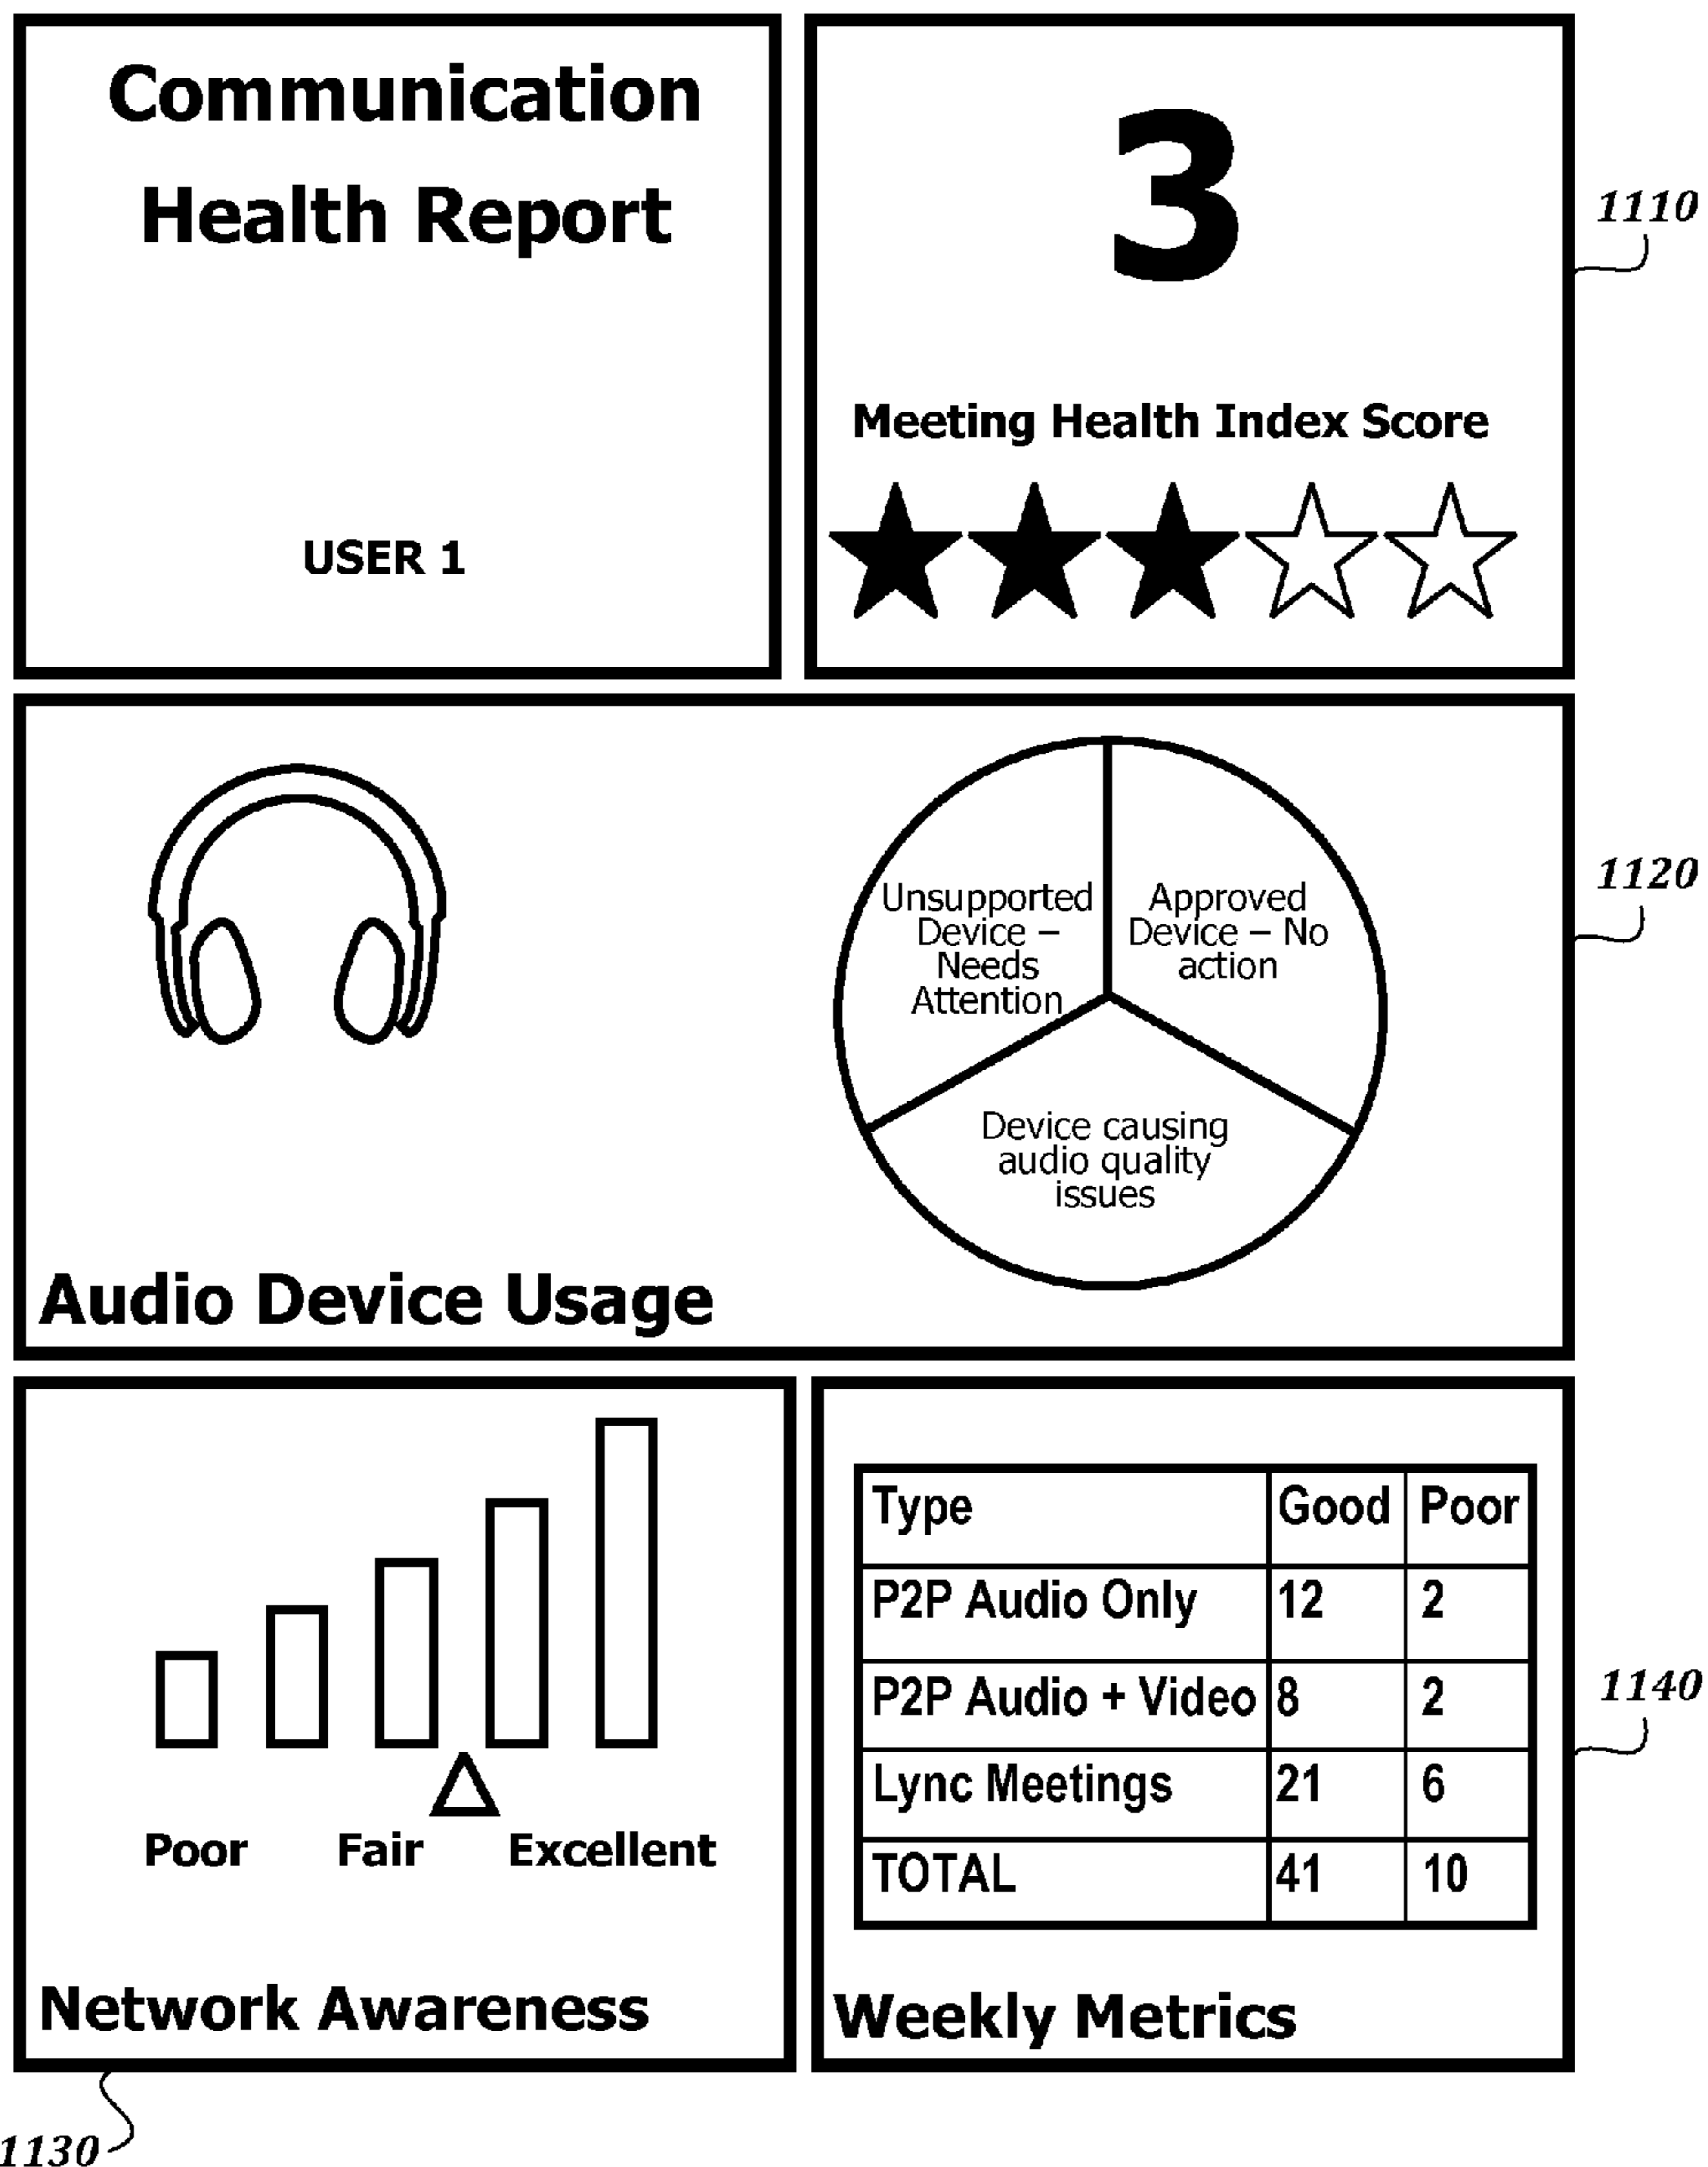 Communication
Health Report
USER 1
3
Meeting Health Index Score
1110
Unsupported
Device –
Needs
Attention
Approved
Device – No
action
Device causing
audio quality
issues
Audio Device Usage
1120
Poor Fair Excellent
Network Awareness
1130
Type Good Poor
P2P Audio Only 12 2
P2P Audio + Video 8 2
Lync Meetings 21 6
TOTAL 41 10
Weekly Metrics
1140